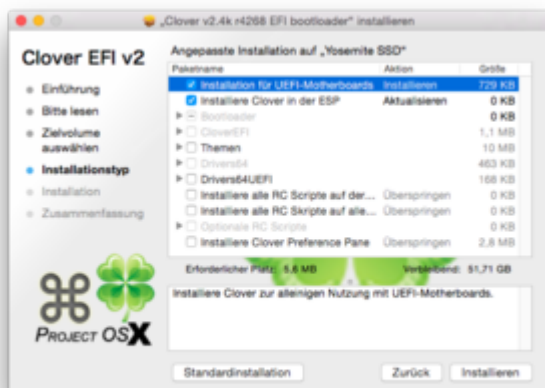 „Clover v2.4k r4268 EFI bootloader“ installieren
Clover EFI v2
Einführung
Bitte lesen
Zielvolume auswählen
Installationstyp
Installation
Zusammenfassung
PROJECT OSX
Angepasste Installation auf „Yosemite SSD“
Paketname Aktion Größe
Installation für UEFI-Motherboards Installieren 729 KB
Installiere Clover in der ESP Aktualisieren 0 KB
Bootloader 0 KB
CloverEFI 1,1 MB
Themen 10 MB
Drivers64 463 KB
Drivers64UEFI 168 KB
Installiere alle RC Scripte auf der... Überspringen 0 KB
Installiere alle RC Skripte auf alle... Überspringen 0 KB
Optionale RC Scripte 0 KB
Installiere Clover Preference Pane Überspringen 2,8 MB
Erforderlicher Platz: 5,6 MB Verbleibend: 51,71 GB
Installiere Clover zur alleinigen Nutzung mit UEFI-Motherboards.
Standardinstallation Zurück Installieren